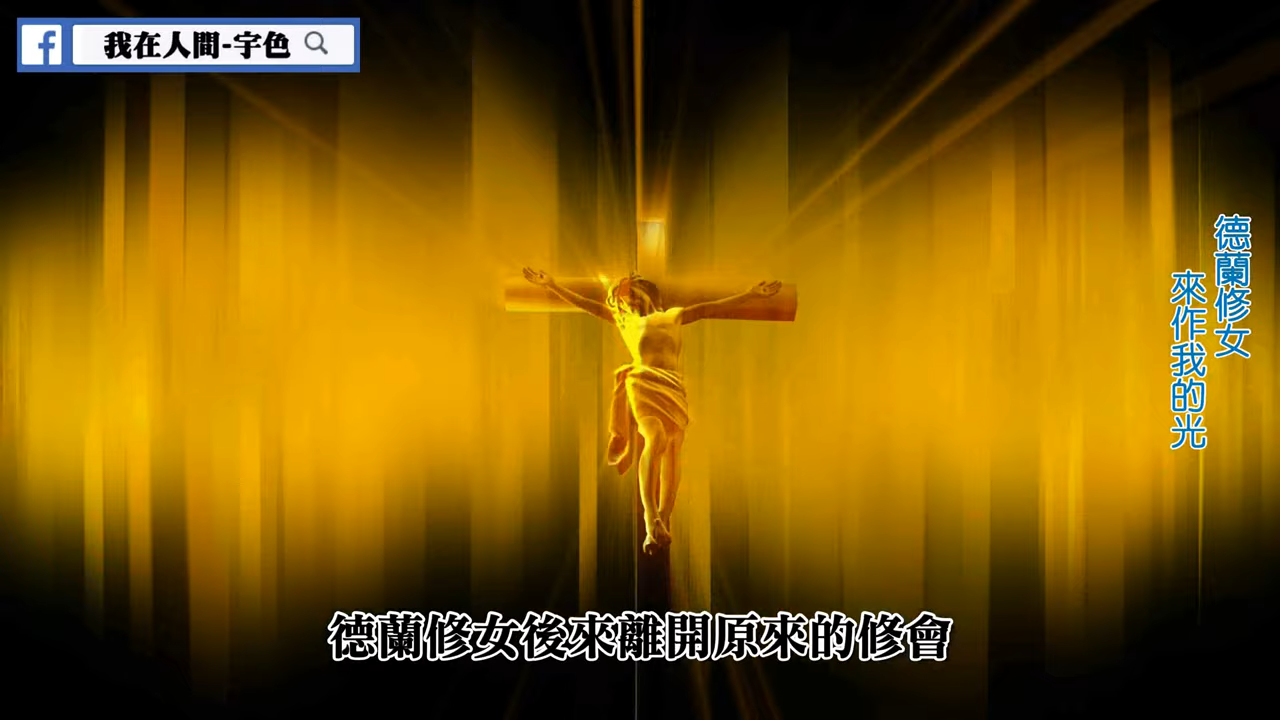 我在人間-宇色
德蘭修女
來作我的光
德蘭修女後來離開原來的修會